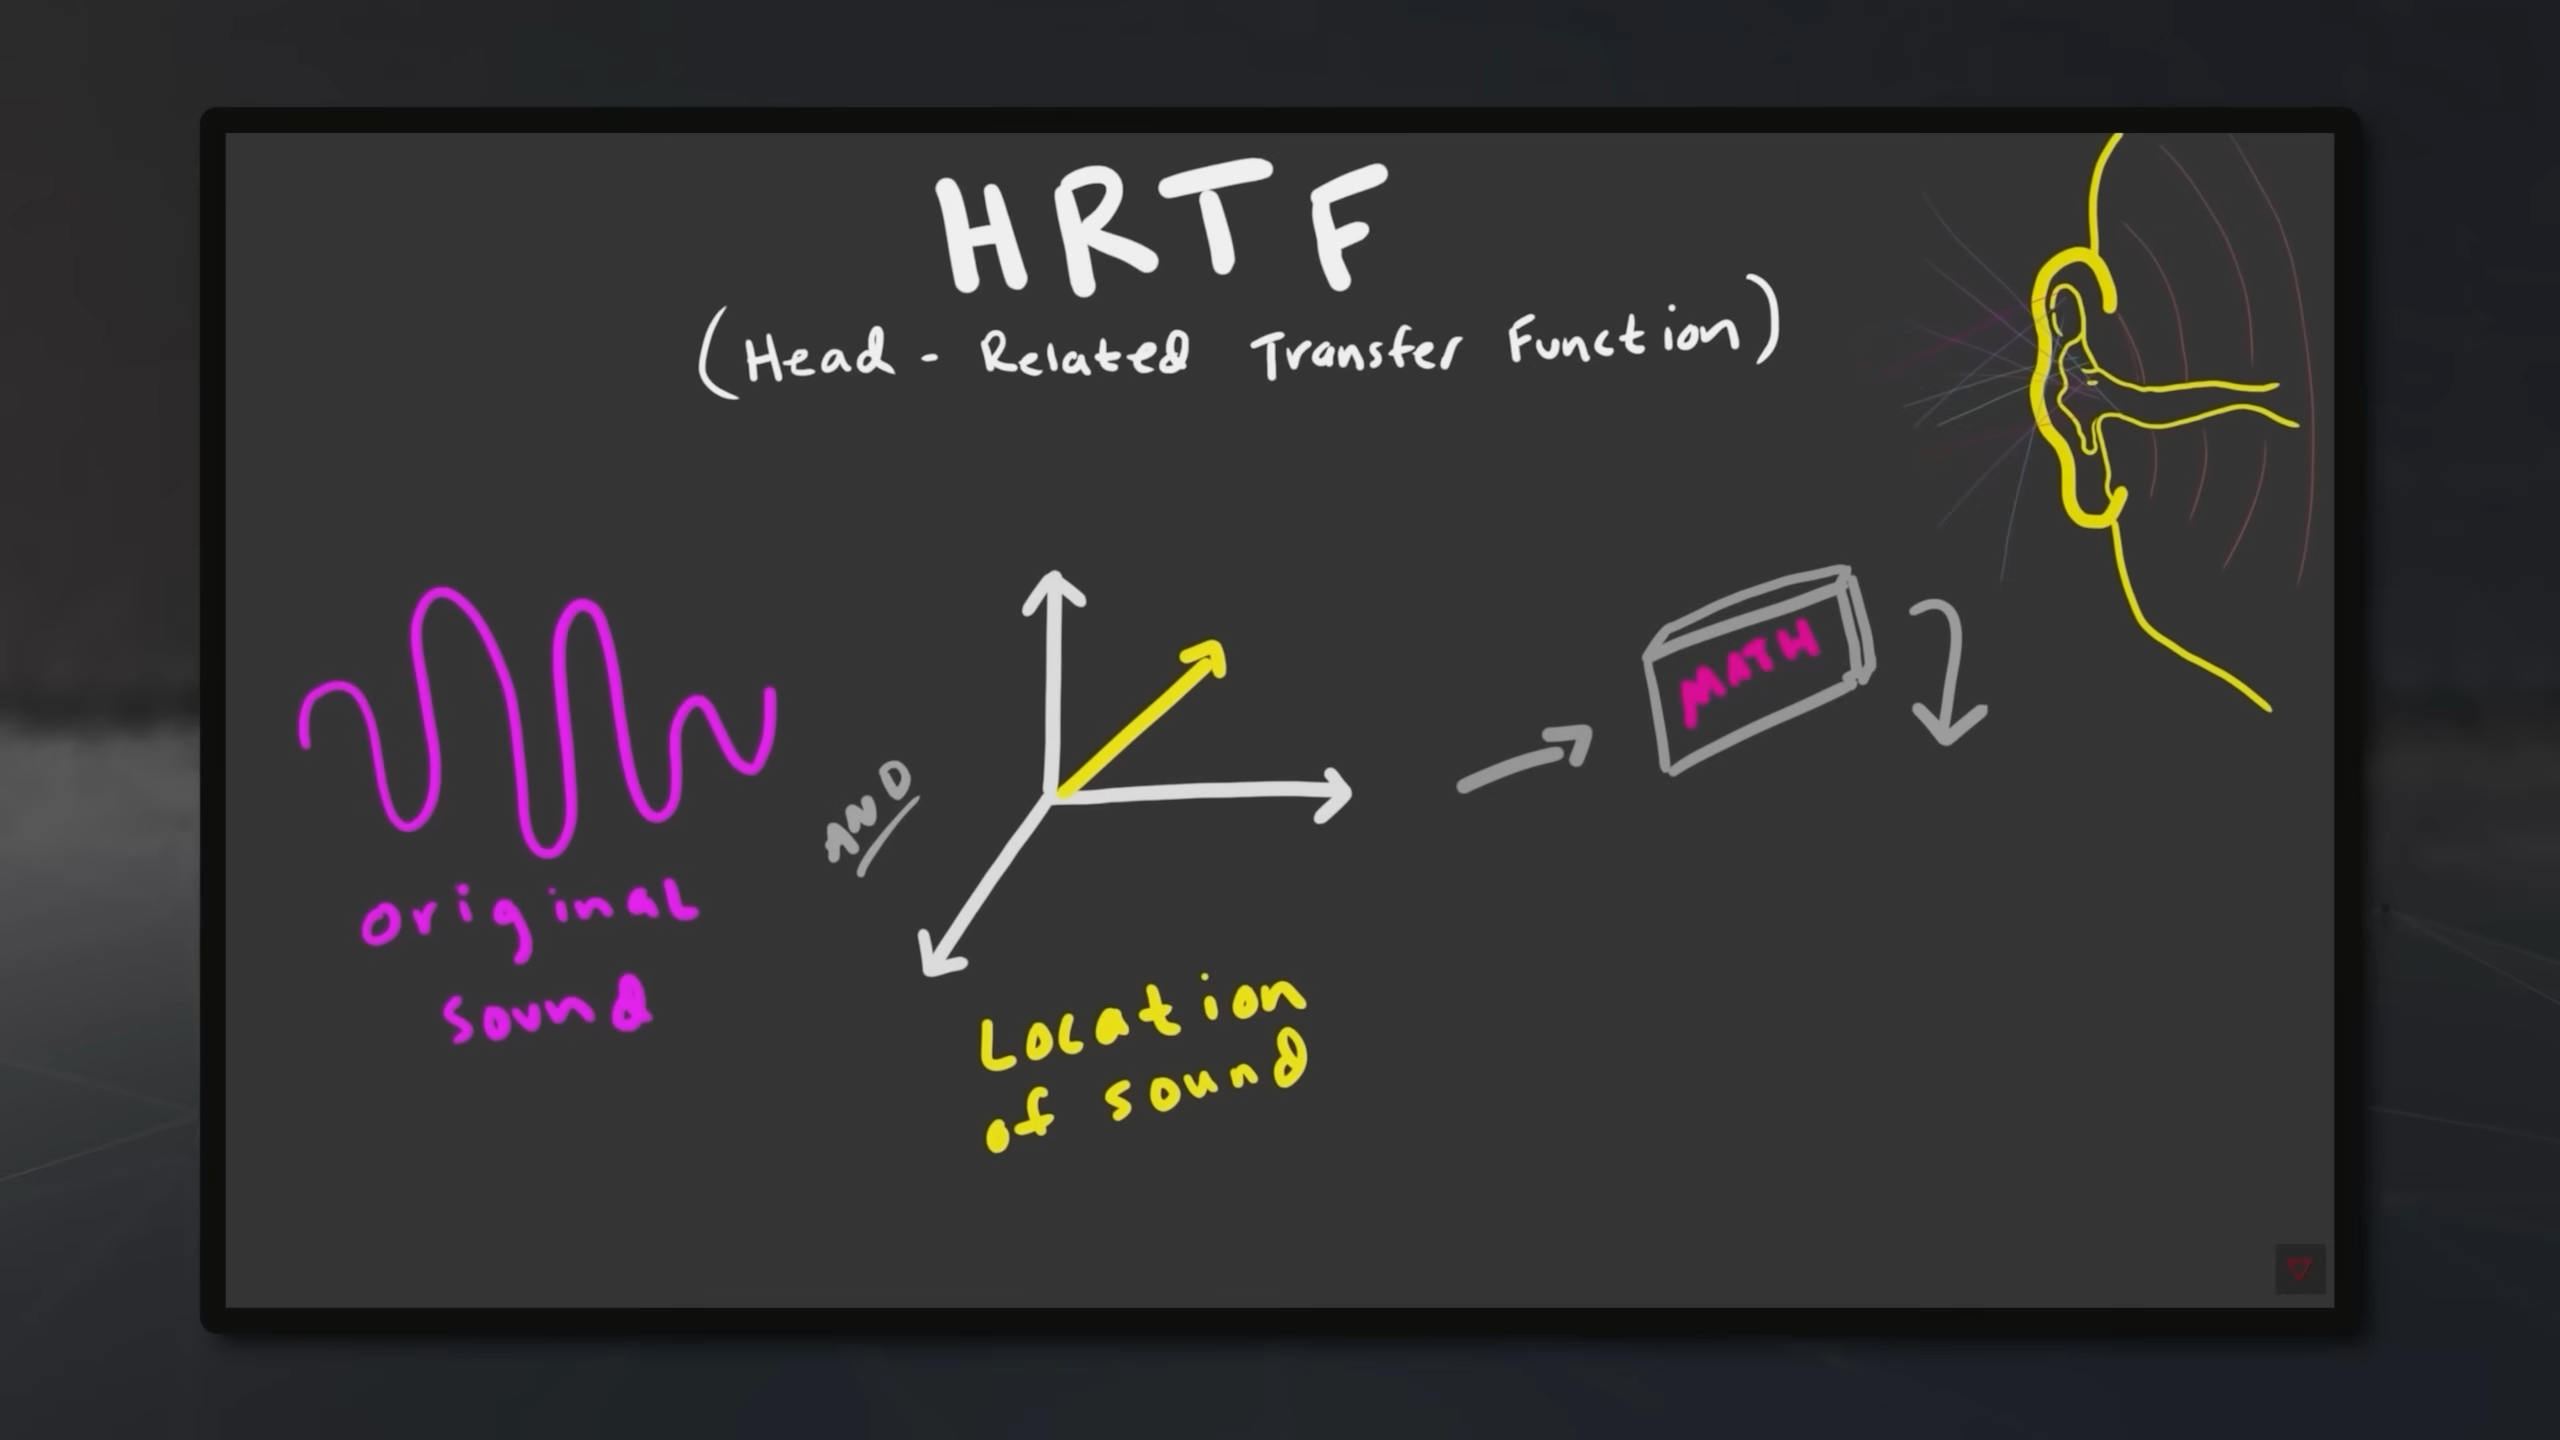 HRTF
(Head-Related Transfer Function)
MATH
AND
original
sound
Location
of sound